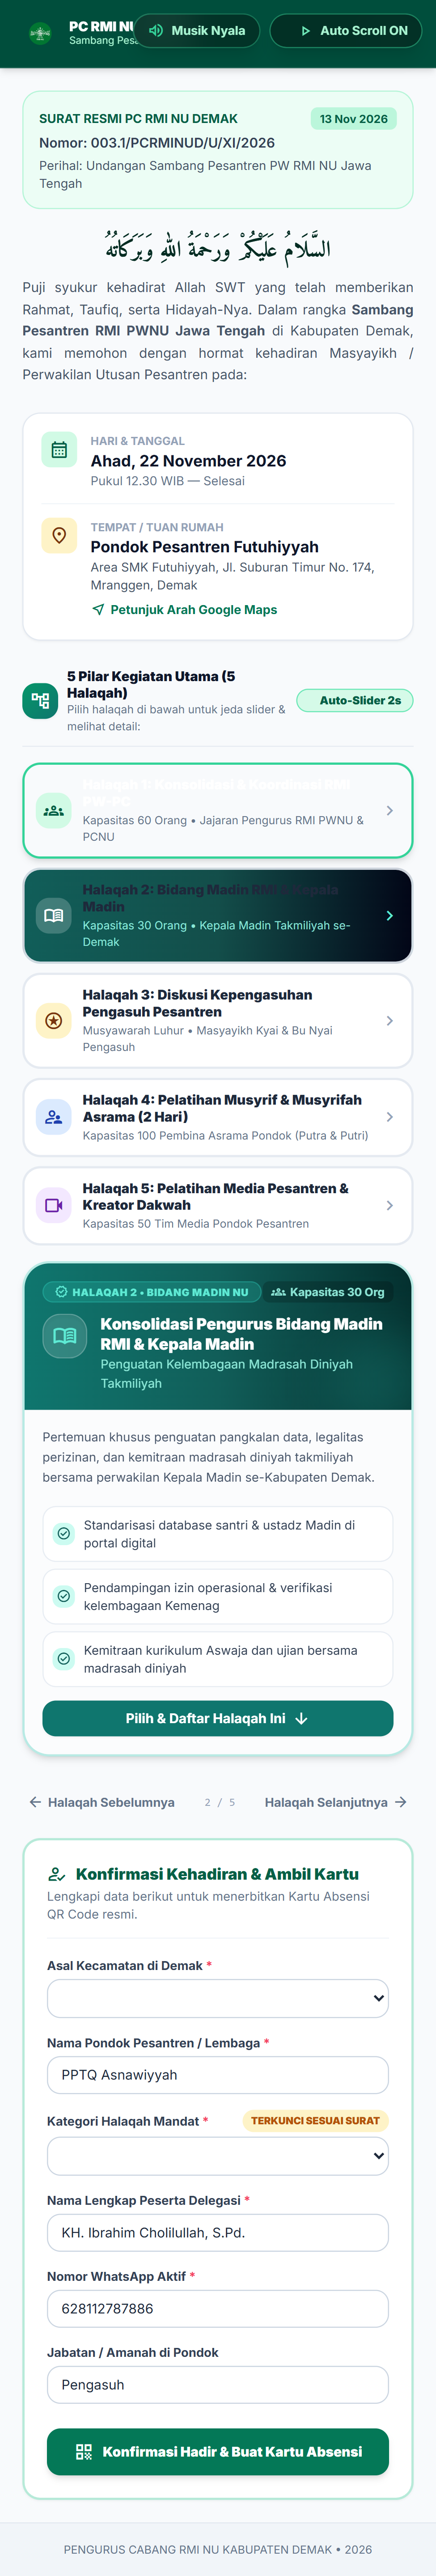 PC RMI NU
Sambang Pesa
Musik Nyala
Auto Scroll ON
SURAT RESMI PC RMI NU DEMAK
13 Nov 2026
Nomor: 003.1/PCRMINUD/U/XI/2026
Perihal: Undangan Sambang Pesantren PW RMI NU Jawa
Tengah
السَّلَامُ عَلَيْكُمْ وَرَحْمَةُ اللهِ وَبَرَكَاتُهُ
Puji syukur kehadirat Allah SWT yang telah memberikan
Rahmat, Taufiq, serta Hidayah-Nya. Dalam rangka Sambang
Pesantren RMI PWNU Jawa Tengah di Kabupaten Demak,
kami memohon dengan hormat kehadiran Masyayikh /
Perwakilan Utusan Pesantren pada:
HARI & TANGGAL
Ahad, 22 November 2026
Pukul 12.30 WIB — Selesai
TEMPAT / TUAN RUMAH
Pondok Pesantren Futuhiyyah
Area SMK Futuhiyyah, Jl. Suburan Timur No. 174,
Mranggen, Demak
Petunjuk Arah Google Maps
5 Pilar Kegiatan Utama (5
Halaqah)
Pilih halaqah di bawah untuk jeda slider &
melihat detail:
Auto-Slider 2s
Halaqah 1: Konsolidasi & Koordinasi RMI
PW-PC
Kapasitas 60 Orang • Jajaran Pengurus RMI PWNU &
PCNU
Halaqah 2: Bidang Madin RMI & Kepala
Madin
Kapasitas 30 Orang • Kepala Madin Takmiliyah se-
Demak
Halaqah 3: Diskusi Kepengasuhan
Pengasuh Pesantren
Musyawarah Luhur • Masyayikh Kyai & Bu Nyai
Pengasuh
Halaqah 4: Pelatihan Musyrif & Musyrifah
Asrama (2 Hari)
Kapasitas 100 Pembina Asrama Pondok (Putra & Putri)
Halaqah 5: Pelatihan Media Pesantren &
Kreator Dakwah
Kapasitas 50 Tim Media Pondok Pesantren
HALAQAH 2 • BIDANG MADIN NU
Kapasitas 30 Org
Konsolidasi Pengurus Bidang Madin
RMI & Kepala Madin
Penguatan Kelembagaan Madrasah Diniyah
Takmiliyah
Pertemuan khusus penguatan pangkalan data, legalitas
perizinan, dan kemitraan madrasah diniyah takmiliyah
bersama perwakilan Kepala Madin se-Kabupaten Demak.
Standarisasi database santri & ustadz Madin di
portal digital
Pendampingan izin operasional & verifikasi
kelembagaan Kemenag
Kemitraan kurikulum Aswaja dan ujian bersama
madrasah diniyah
Pilih & Daftar Halaqah Ini
Halaqah Sebelumnya
2 / 5
Halaqah Selanjutnya
Konfirmasi Kehadiran & Ambil Kartu
Lengkapi data berikut untuk menerbitkan Kartu Absensi
QR Code resmi.
Asal Kecamatan di Demak *
Nama Pondok Pesantren / Lembaga *
PPTQ Asnawiyyah
Kategori Halaqah Mandat *
TERKUNCI SESUAI SURAT
Nama Lengkap Peserta Delegasi *
KH. Ibrahim Cholilullah, S.Pd.
Nomor WhatsApp Aktif *
628112787886
Jabatan / Amanah di Pondok
Pengasuh
Konfirmasi Hadir & Buat Kartu Absensi
PENGURUS CABANG RMI NU KABUPATEN DEMAK • 2026